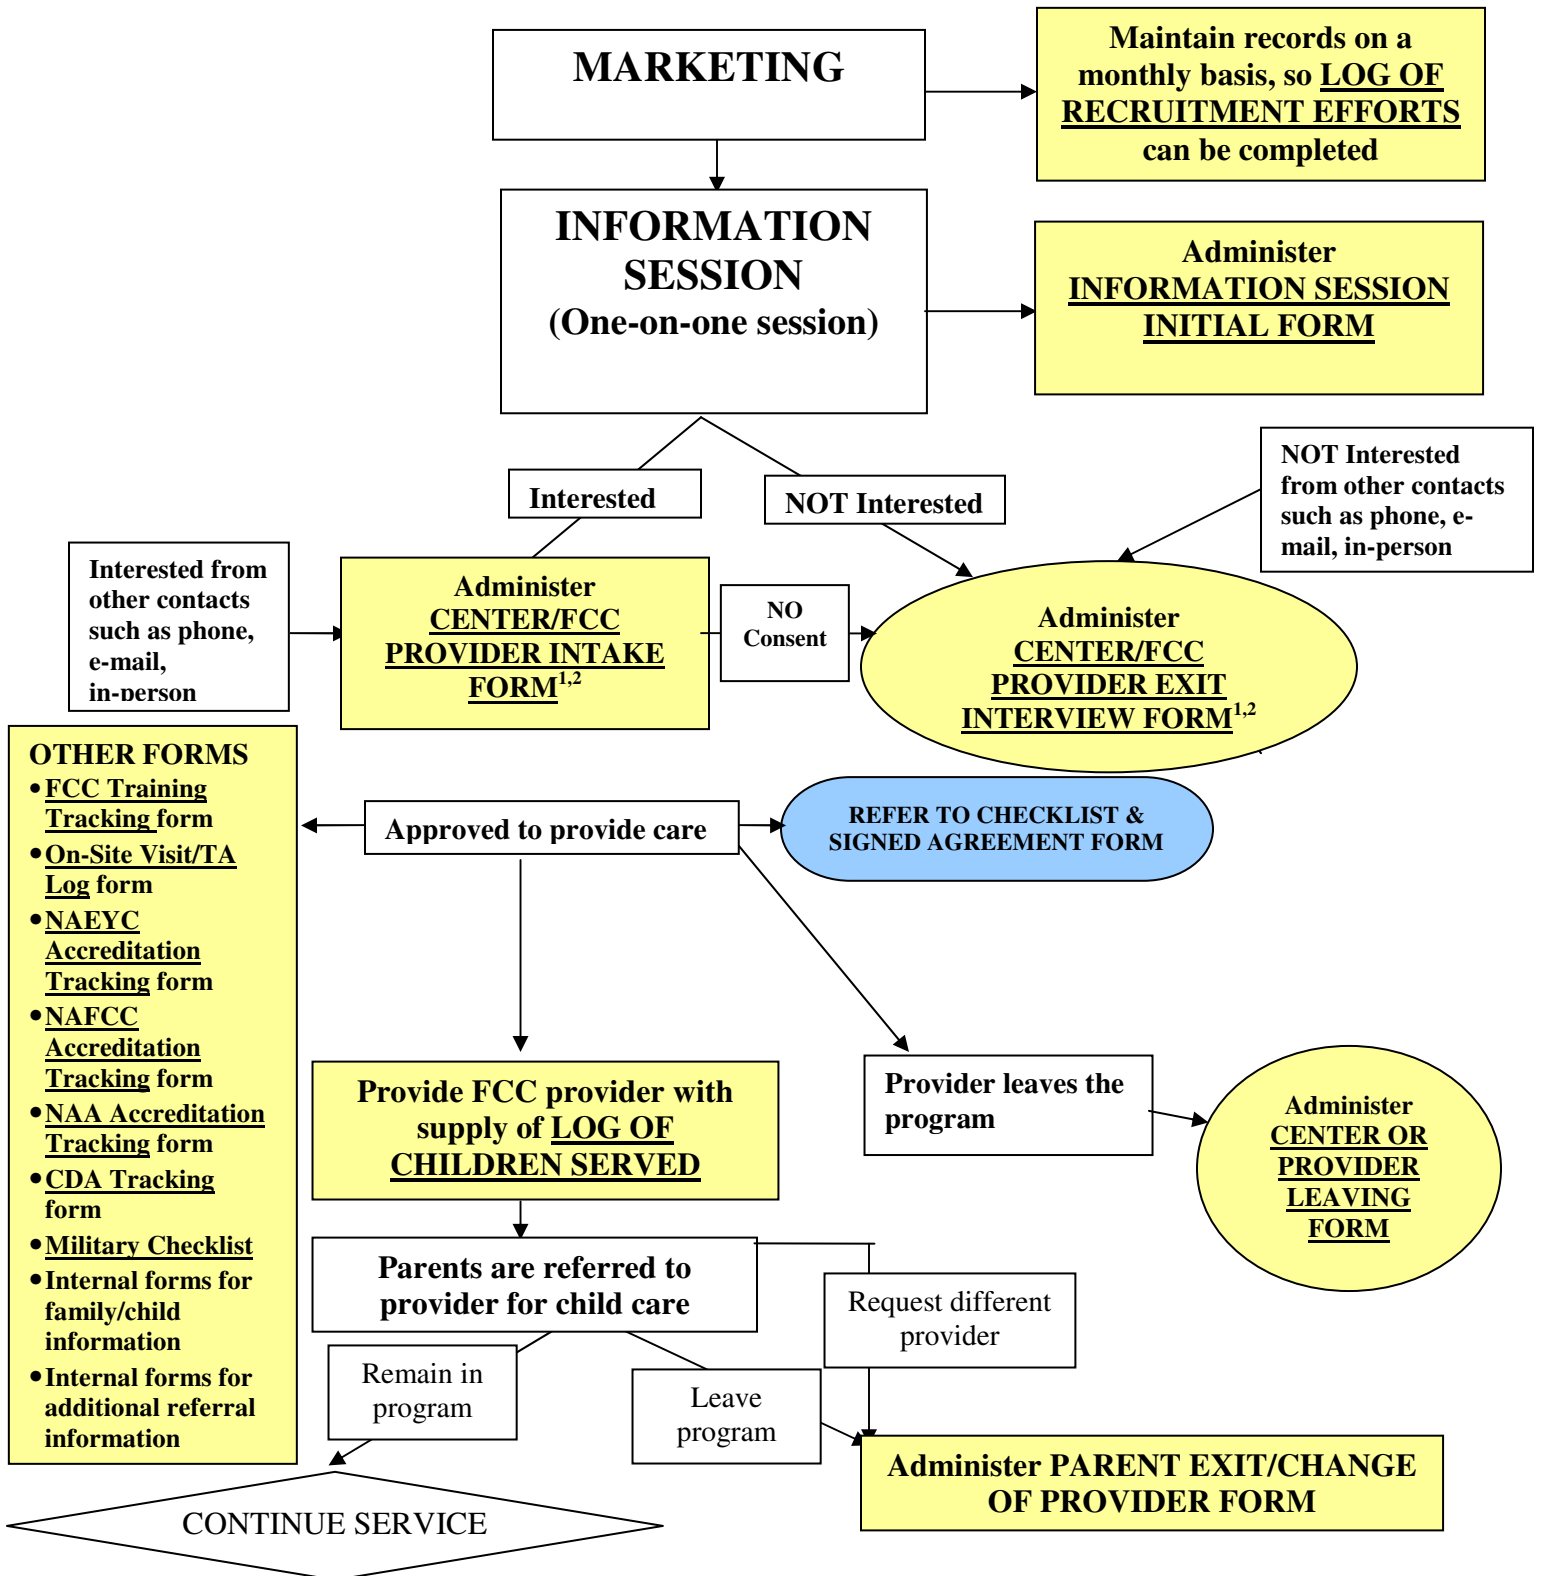 MARKETING
Maintain records on a
monthly basis, so LOG OF
RECRUITMENT EFFORTS
can be completed
INFORMATION
SESSION
(One-on-one session)
Administer
INFORMATION SESSION
INITIAL FORM
Interested
NOT Interested
NOT Interested
from other contacts
such as phone, e-
mail, in-person
Interested from
other contacts
such as phone,
e-mail,
in-person
Administer
CENTER/FCC
PROVIDER INTAKE
FORM1,2
NO
Consent
Administer
CENTER/FCC
PROVIDER EXIT
INTERVIEW FORM1,2
OTHER FORMS
• FCC Training
Tracking form
• On-Site Visit/TA
Log form
• NAEYC
Accreditation
Tracking form
• NAFCC
Accreditation
Tracking form
• NAA Accreditation
Tracking form
• CDA Tracking
form
• Military Checklist
• Internal forms for
family/child
information
• Internal forms for
additional referral
information
Approved to provide care
REFER TO CHECKLIST &
SIGNED AGREEMENT FORM
Provide FCC provider with
supply of LOG OF
CHILDREN SERVED
Provider leaves the
program
Administer
CENTER OR
PROVIDER
LEAVING
FORM
Parents are referred to
provider for child care
Request different
provider
Remain in
program
Leave
program
Administer PARENT EXIT/CHANGE
OF PROVIDER FORM
CONTINUE SERVICE